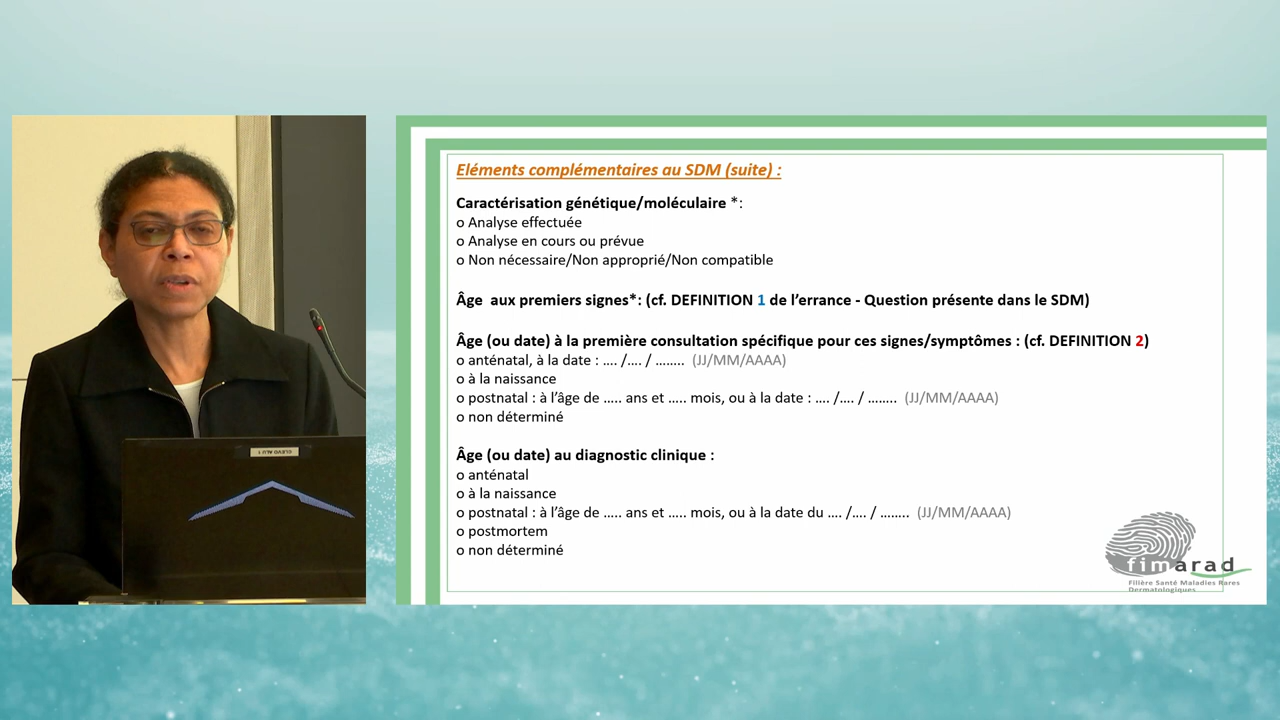 Eléments complémentaires au SDM (suite) :
Caractérisation génétique/moléculaire *:
o Analyse effectuée
o Analyse en cours ou prévue
o Non nécessaire/Non approprié/Non compatible
Âge aux premiers signes*: (cf. DEFINITION 1 de l’errance - Question présente dans le SDM)
Âge (ou date) à la première consultation spécifique pour ces signes/symptômes : (cf. DEFINITION 2)
o anténatal, à la date : .... /.... / ........ (JJ/MM/AAAA)
o à la naissance
o postnatal : à l’âge de ..... ans et ..... mois, ou à la date : .... /.... / ........ (JJ/MM/AAAA)
o non déterminé
Âge (ou date) au diagnostic clinique :
o anténatal
o à la naissance
o postnatal : à l’âge de ..... ans et ..... mois, ou à la date du .... /.... / ........ (JJ/MM/AAAA)
o postmortem
o non déterminé
fimarad
Filière Santé Maladies Rares
Dermatologiques
CLEVO ALU 1